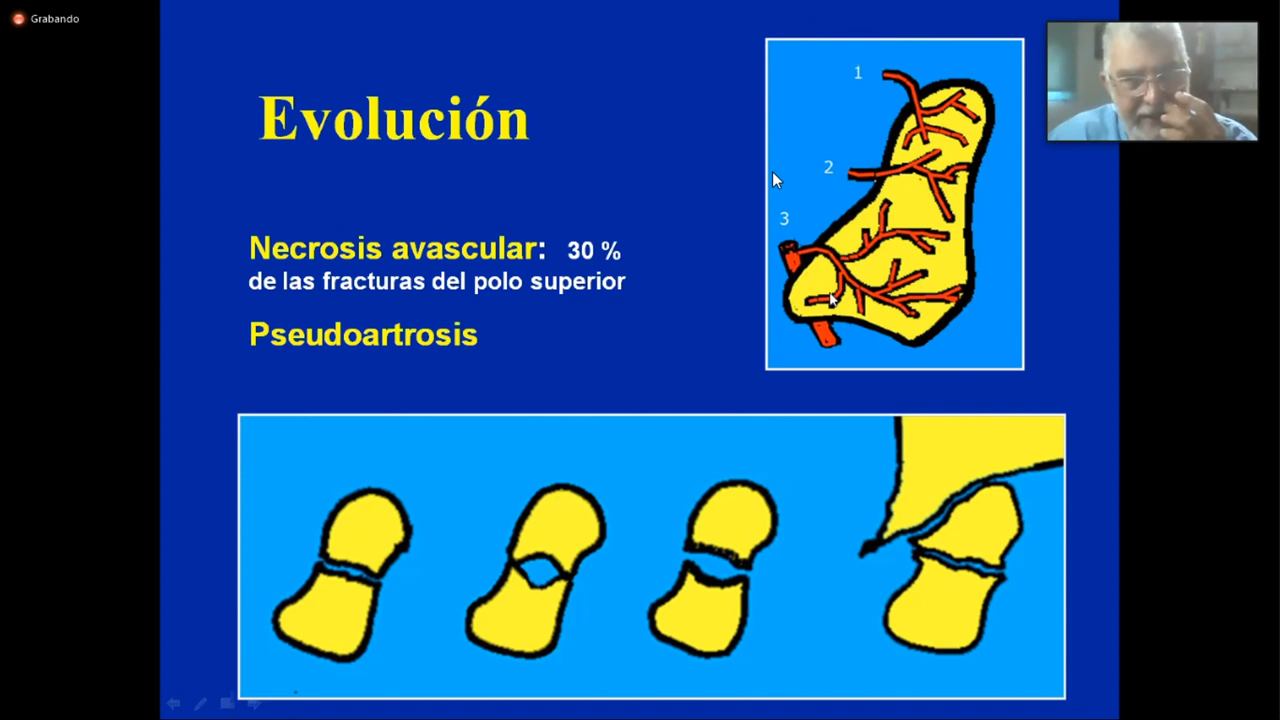 Grabando
Evolución
Necrosis avascular: 30 %
de las fracturas del polo superior
Pseudoartrosis
1
2
3